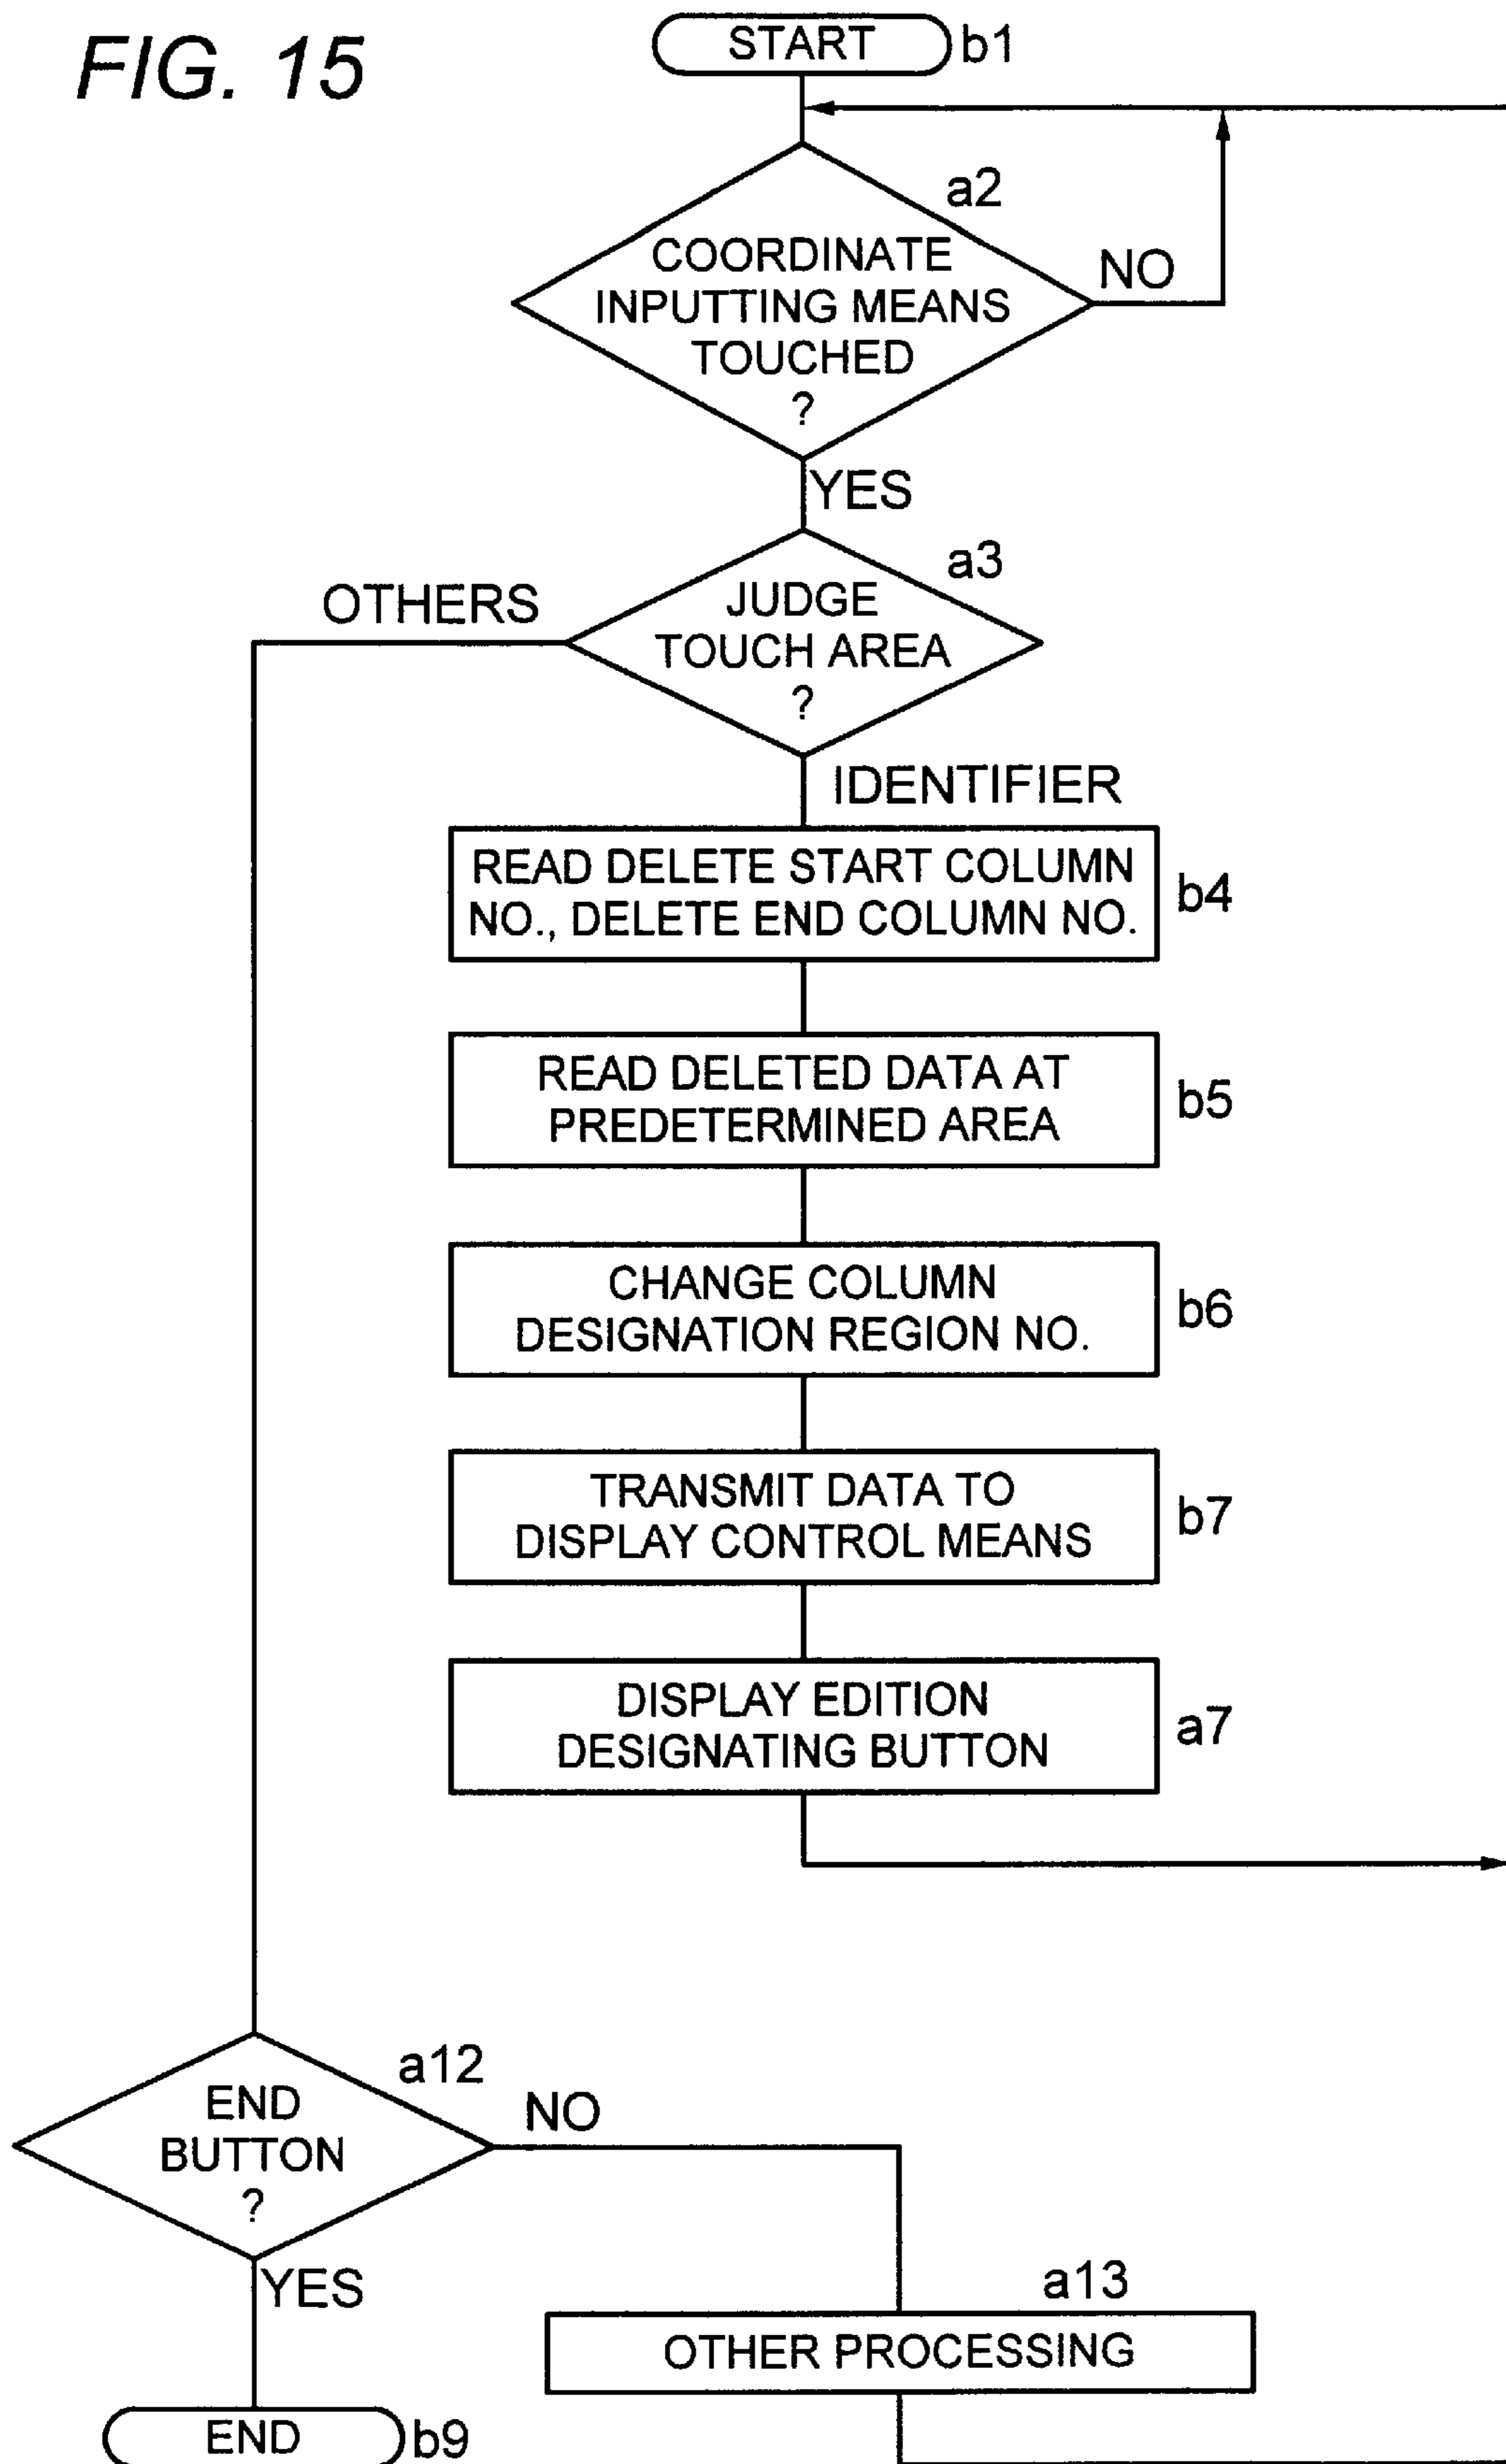 FIG. 15
START
b1
a2
COORDINATE
INPUTTING MEANS
TOUCHED
?
NO
YES
a3
OTHERS
JUDGE
TOUCH AREA
?
IDENTIFIER
READ DELETE START COLUMN
NO., DELETE END COLUMN NO.
b4
READ DELETED DATA AT
PREDETERMINED AREA
b5
CHANGE COLUMN
DESIGNATION REGION NO.
b6
TRANSMIT DATA TO
DISPLAY CONTROL MEANS
b7
DISPLAY EDITION
DESIGNATING BUTTON
a7
a12
END
BUTTON
?
NO
YES
a13
OTHER PROCESSING
END
b9